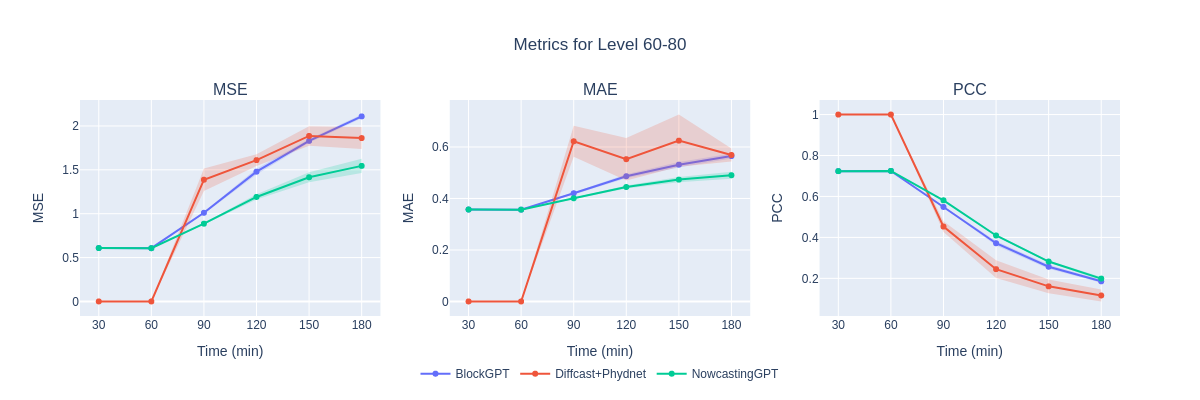 Metrics for Level 60-80
MSE
MAE
PCC
2
1.5
1
0.5
0
MSE
30 60 90 120 150 180
Time (min)
0.6
0.4
0.2
0
MAE
30 60 90 120 150 180
Time (min)
1
0.8
0.6
0.4
0.2
PCC
30 60 90 120 150 180
Time (min)
BlockGPT Diffcast+Phydnet NowcastingGPT